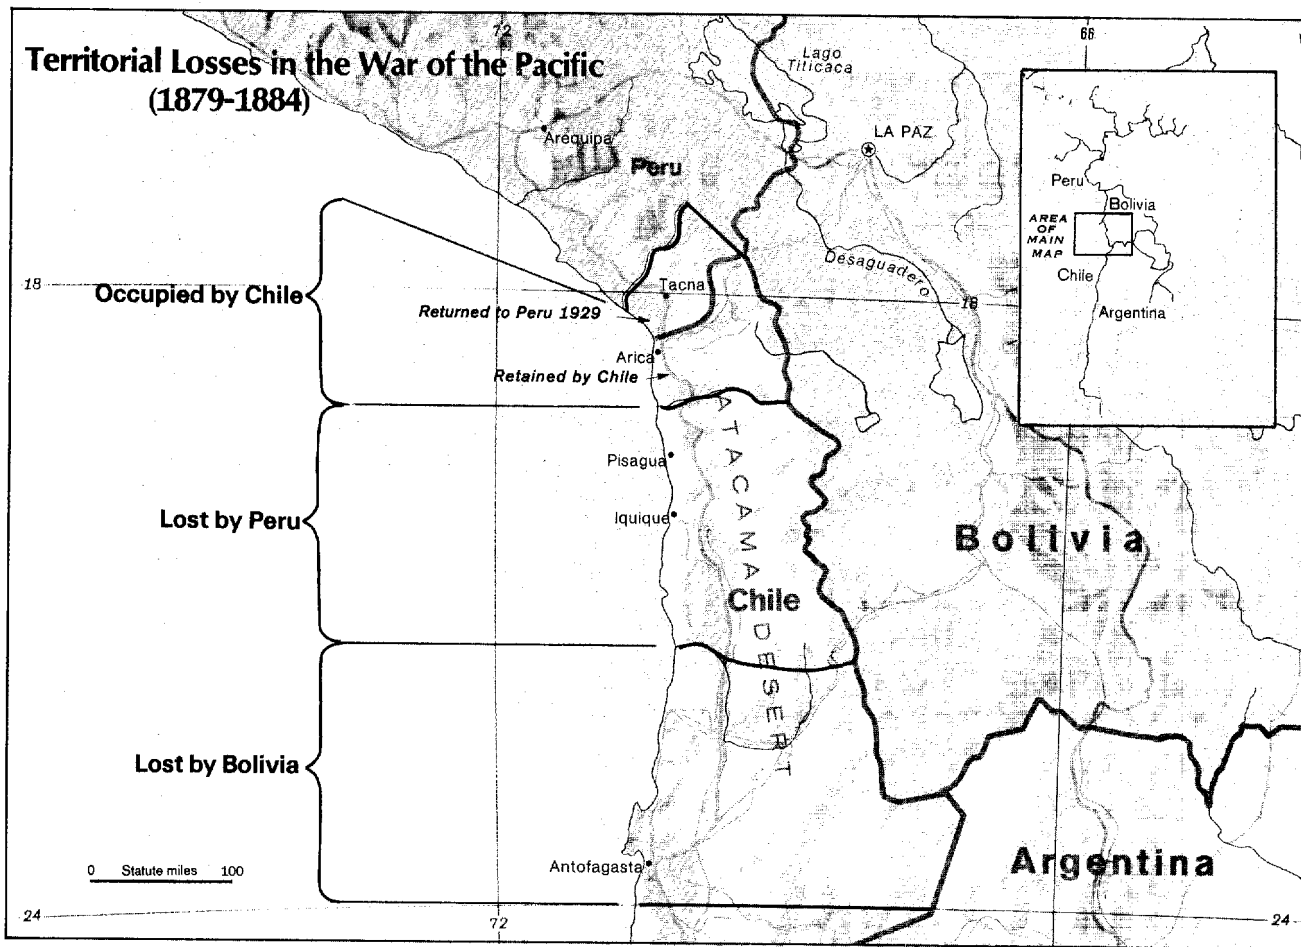 Territorial Losses in the War of the Pacific
(1879-1884)
72
66
Lago
Titicaca
LA PAZ
Arequipa
Peru
Peru
Bolivia
AREA
OF
MAIN
MAP
Chile
Argentina
Desaguadero
18
18
Occupied by Chile
Tacna
Returned to Peru 1929
Arica
Retained by Chile
ATACAMA DESERT
Pisagua
Lost by Peru
Iquique
Bolivia
Chile
Lost by Bolivia
0 Statute miles 100
Antofagasta
Argentina
24
72
24